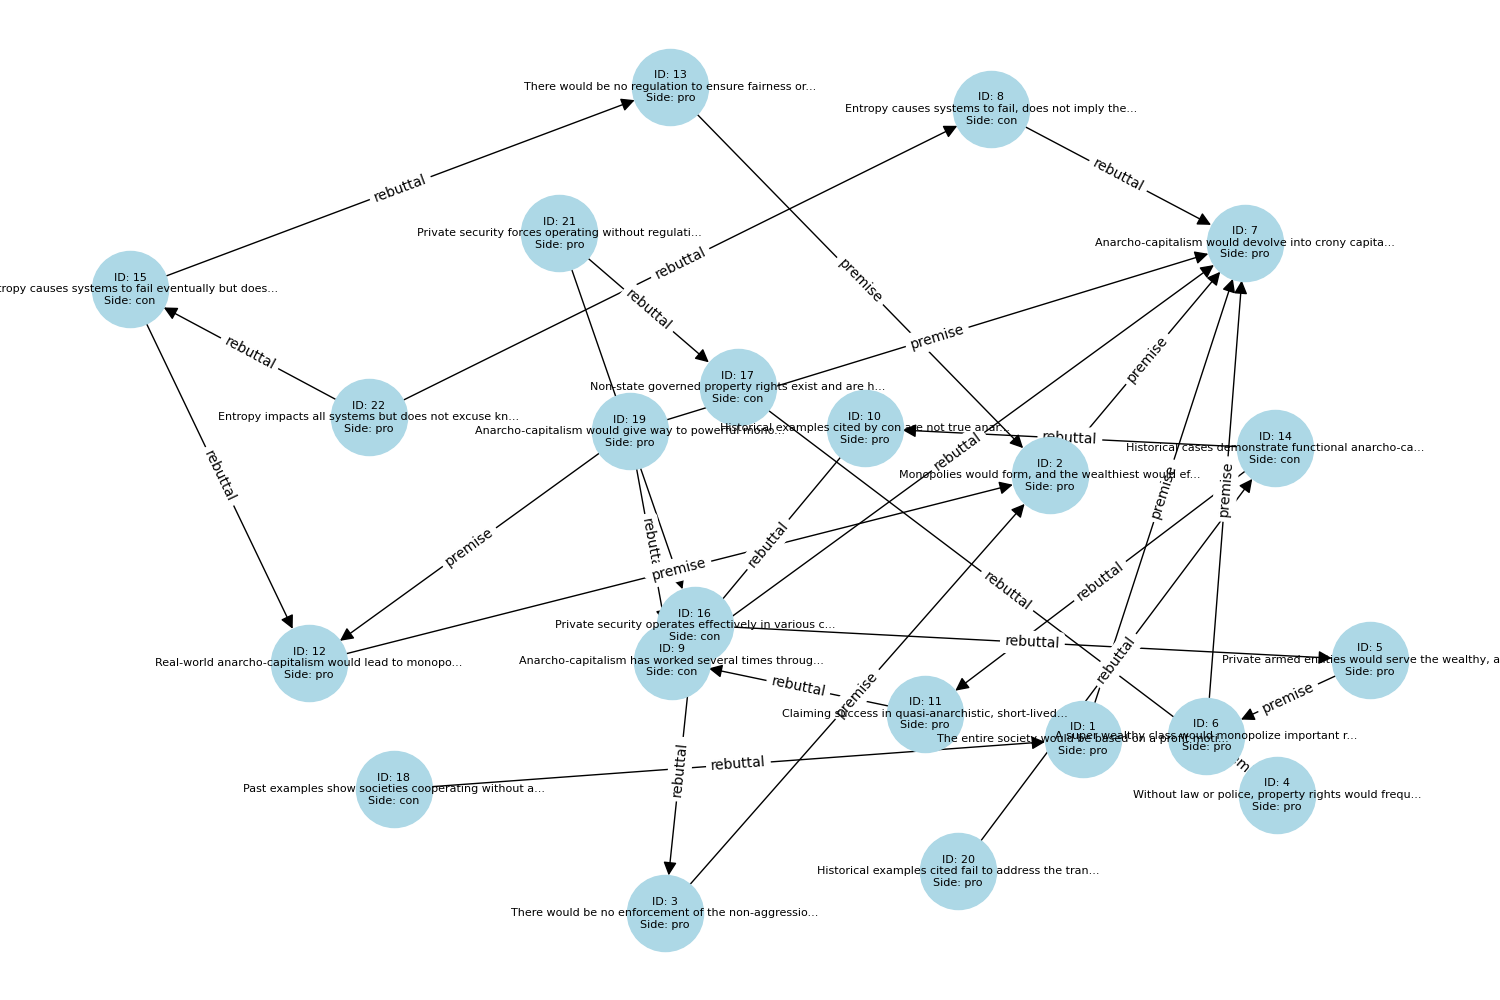 ID: 13
There would be no regulation to ensure fairness or...
Side: pro
ID: 8
Entropy causes systems to fail, does not imply the...
Side: con
rebuttal
rebuttal
ID: 21
Private security forces operating without regulati...
Side: pro
ID: 7
Anarcho-capitalism would devolve into crony capita...
Side: pro
rebuttal
premise
ID: 15
causes systems to fail eventually but does...
Side: con
rebuttal
premise
rebuttal
premise
ID: 17
Non-state governed property rights exist and are h...
Side: con
ID: 22
Entropy impacts all systems but does not excuse kn...
Side: pro
ID: 19
Anarcho-capitalism would give way to powerful mono...
Side: pro
ID: 10
Historical examples cited by con are not true anar...
Side: pro
rebuttal
ID: 14
Historical cases demonstrate functional anarcho-ca...
Side: con
rebuttal
ID: 2
Monopolies would form, and the wealthiest would ef...
Side: pro
rebuttal
premise
premise
premise
rebuttal
premise
rebuttal
rebuttal
rebuttal
ID: 16
Private security operates effectively in various c...
Side: con
rebuttal
ID: 9
Anarcho-capitalism has worked several times throug...
Side: con
ID: 12
Real-world anarcho-capitalism would lead to monopo...
Side: pro
rebuttal
ID: 5
Private armed entities would serve the wealthy, a
Side: pro
rebuttal
premise
premise
ID: 11
Claiming success in quasi-anarchistic, short-lived...
Side: pro
ID: 1
The entire society would be based on a profit moti...
Side: pro
ID: 6
A super wealthy class would monopolize important r...
Side: pro
rebuttal
rebuttal
ID: 18
Past examples show societies cooperating without a...
Side: con
ID: 4
Without law or police, property rights would frequ...
Side: pro
ID: 20
Historical examples cited fail to address the tran...
Side: pro
ID: 3
There would be no enforcement of the non-aggressio...
Side: pro